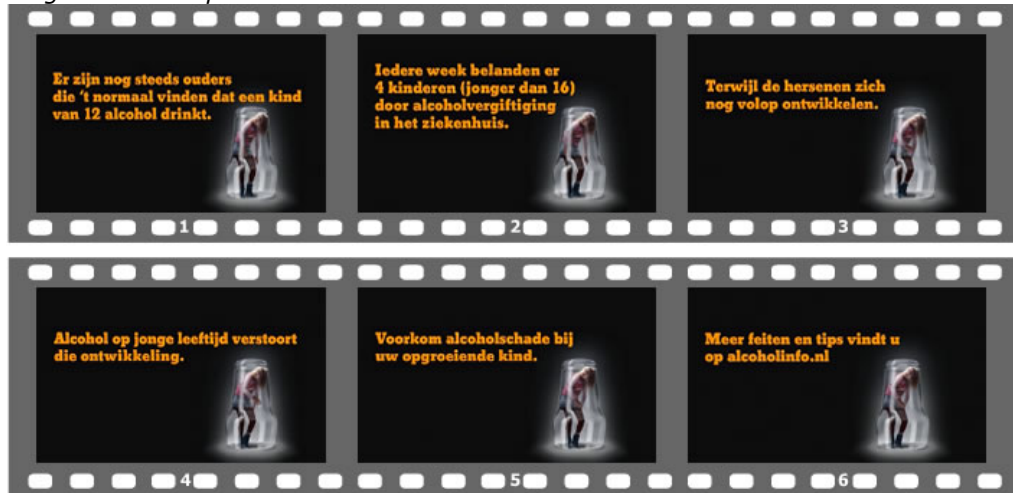 Er zijn nog steeds ouders
die ‘t normaal vinden dat een kind
van 12 alcohol drinkt.
Iedere week belanden er
4 kinderen (jonger dan 16)
door alcoholvergiftiging
in het ziekenhuis.
Terwijl de hersenen zich
nog volop ontwikkelen.
1
2
3
Alcohol op jonge leeftijd verstoort
die ontwikkeling.
Voorkom alcoholschade bij
uw opgroeiende kind.
Meer feiten en tips vindt u
op alcoholinfo.nl
4
5
6